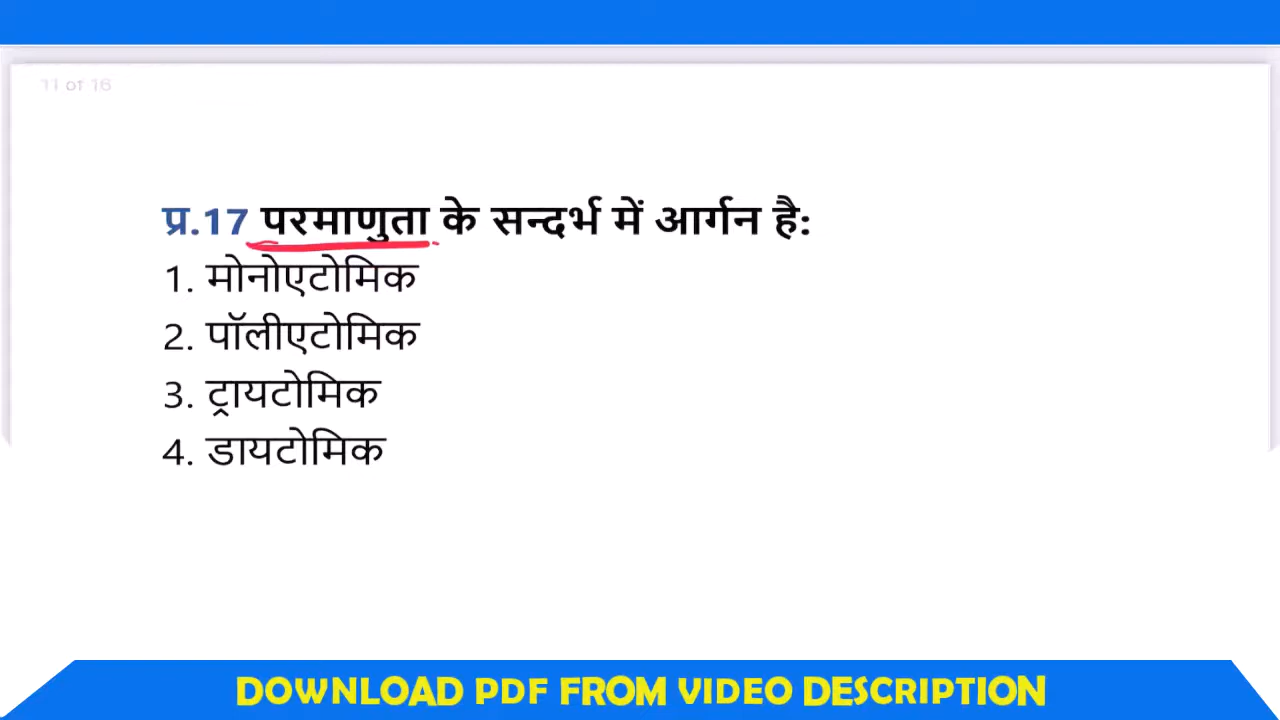 11 of 16
प्र.17 परमाणुता के सन्दर्भ में आर्गन है:
1. मोनोएटोमिक
2. पॉलीएटोमिक
3. ट्रायटोमिक
4. डायटोमिक
DOWNLOAD PDF FROM VIDEO DESCRIPTION